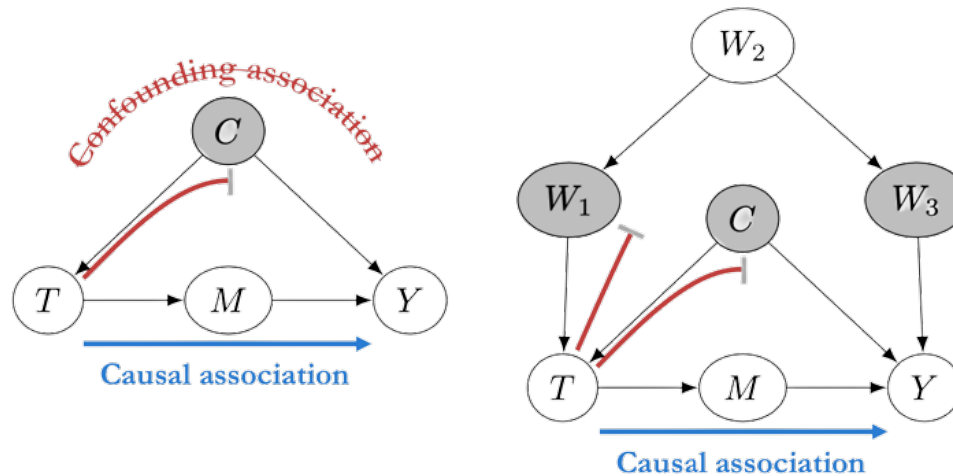 Confounding association
C
T
M
Y
Causal association
W₂
W₁
C
W₃
T
M
Y
Causal association